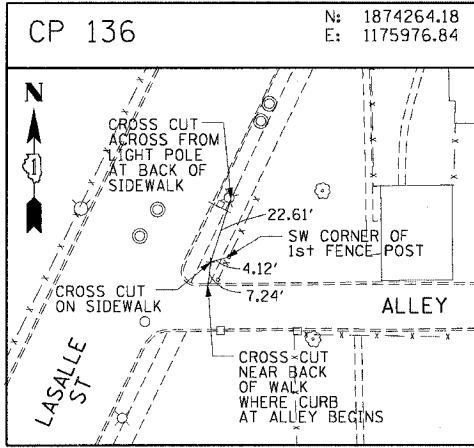 CP 136
N: 1874264.18
E: 1175976.84
N
1
CROSS CUT
ACROSS FROM
LIGHT POLE
AT BACK OF
SIDEWALK
22.61'
SW CORNER OF
1st FENCE POST
4.12'
7.24'
CROSS CUT
ON SIDEWALK
ALLEY
CROSS CUT
NEAR BACK
OF WALK
WHERE CURB
AT ALLEY BEGINS
LASALLE
ST